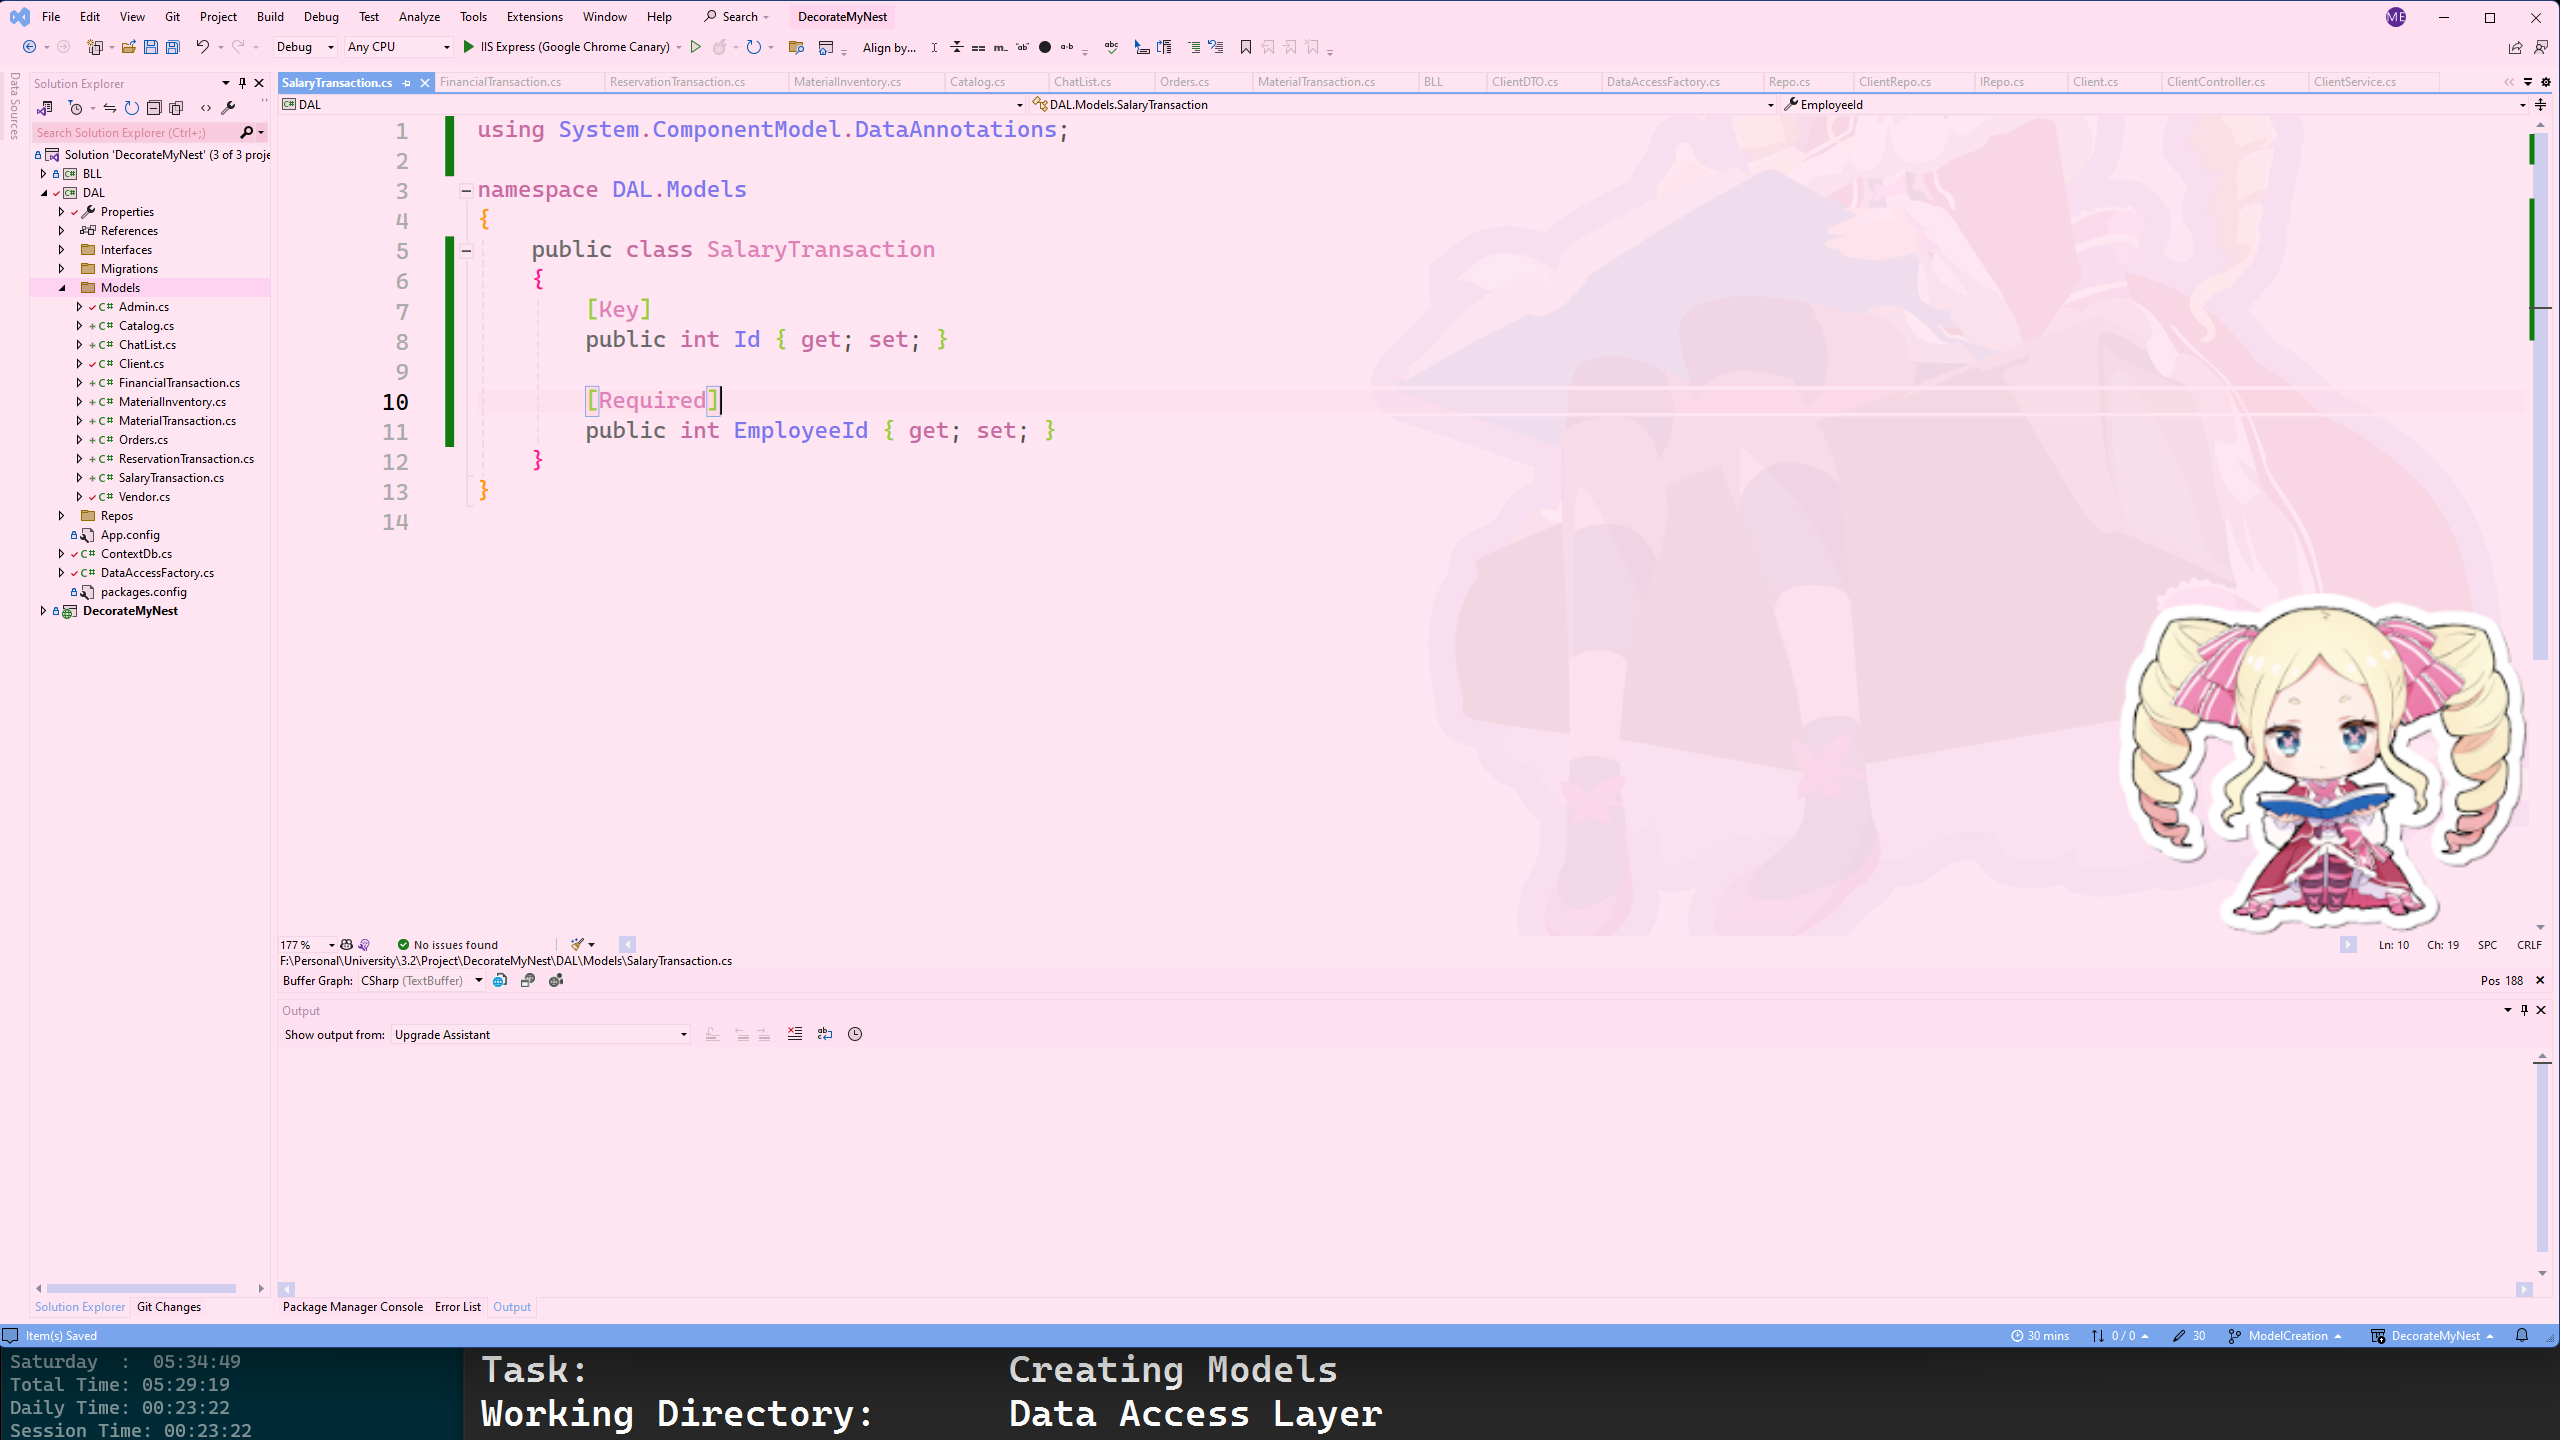 File Edit View Git Project Build Debug Test Analyze Tools Extensions Window Help Search DecorateMyNest ME
Debug Any CPU IIS Express (Google Chrome Canary) Align by...
Data Sources
Solution Explorer
Search Solution Explorer (Ctrl+;)
Solution 'DecorateMyNest' (3 of 3 proje
BLL
DAL
Properties
References
Interfaces
Migrations
Models
Admin.cs
Catalog.cs
ChatList.cs
Client.cs
FinancialTransaction.cs
MaterialInventory.cs
MaterialTransaction.cs
Orders.cs
ReservationTransaction.cs
SalaryTransaction.cs
Vendor.cs
Repos
App.config
ContextDb.cs
DataAccessFactory.cs
packages.config
DecorateMyNest
Solution Explorer Git Changes
SalaryTransaction.cs FinancialTransaction.cs ReservationTransaction.cs MaterialInventory.cs Catalog.cs ChatList.cs Orders.cs MaterialTransaction.cs BLL ClientDTO.cs DataAccessFactory.cs Repo.cs ClientRepo.cs IRepo.cs Client.cs ClientController.cs ClientService.cs
DAL DAL.Models.SalaryTransaction EmployeeId
1 using System.ComponentModel.DataAnnotations;
2
3 namespace DAL.Models
4 {
5 public class SalaryTransaction
6 {
7 [Key]
8 public int Id { get; set; }
9
10 [Required]
11 public int EmployeeId { get; set; }
12 }
13 }
14
177 % No issues found Ln: 10 Ch: 19 SPC CRLF
F:\Personal\University\3.2\Project\DecorateMyNest\DAL\Models\SalaryTransaction.cs
Buffer Graph: CSharp (TextBuffer) Pos 188
Output
Show output from: Upgrade Assistant
Package Manager Console Error List Output
Item(s) Saved 30 mins 0 / 0 30 ModelCreation DecorateMyNest
Saturday : 05:34:49
Total Time: 05:29:19
Daily Time: 00:23:22
Session Time: 00:23:22
Task: Creating Models
Working Directory: Data Access Layer